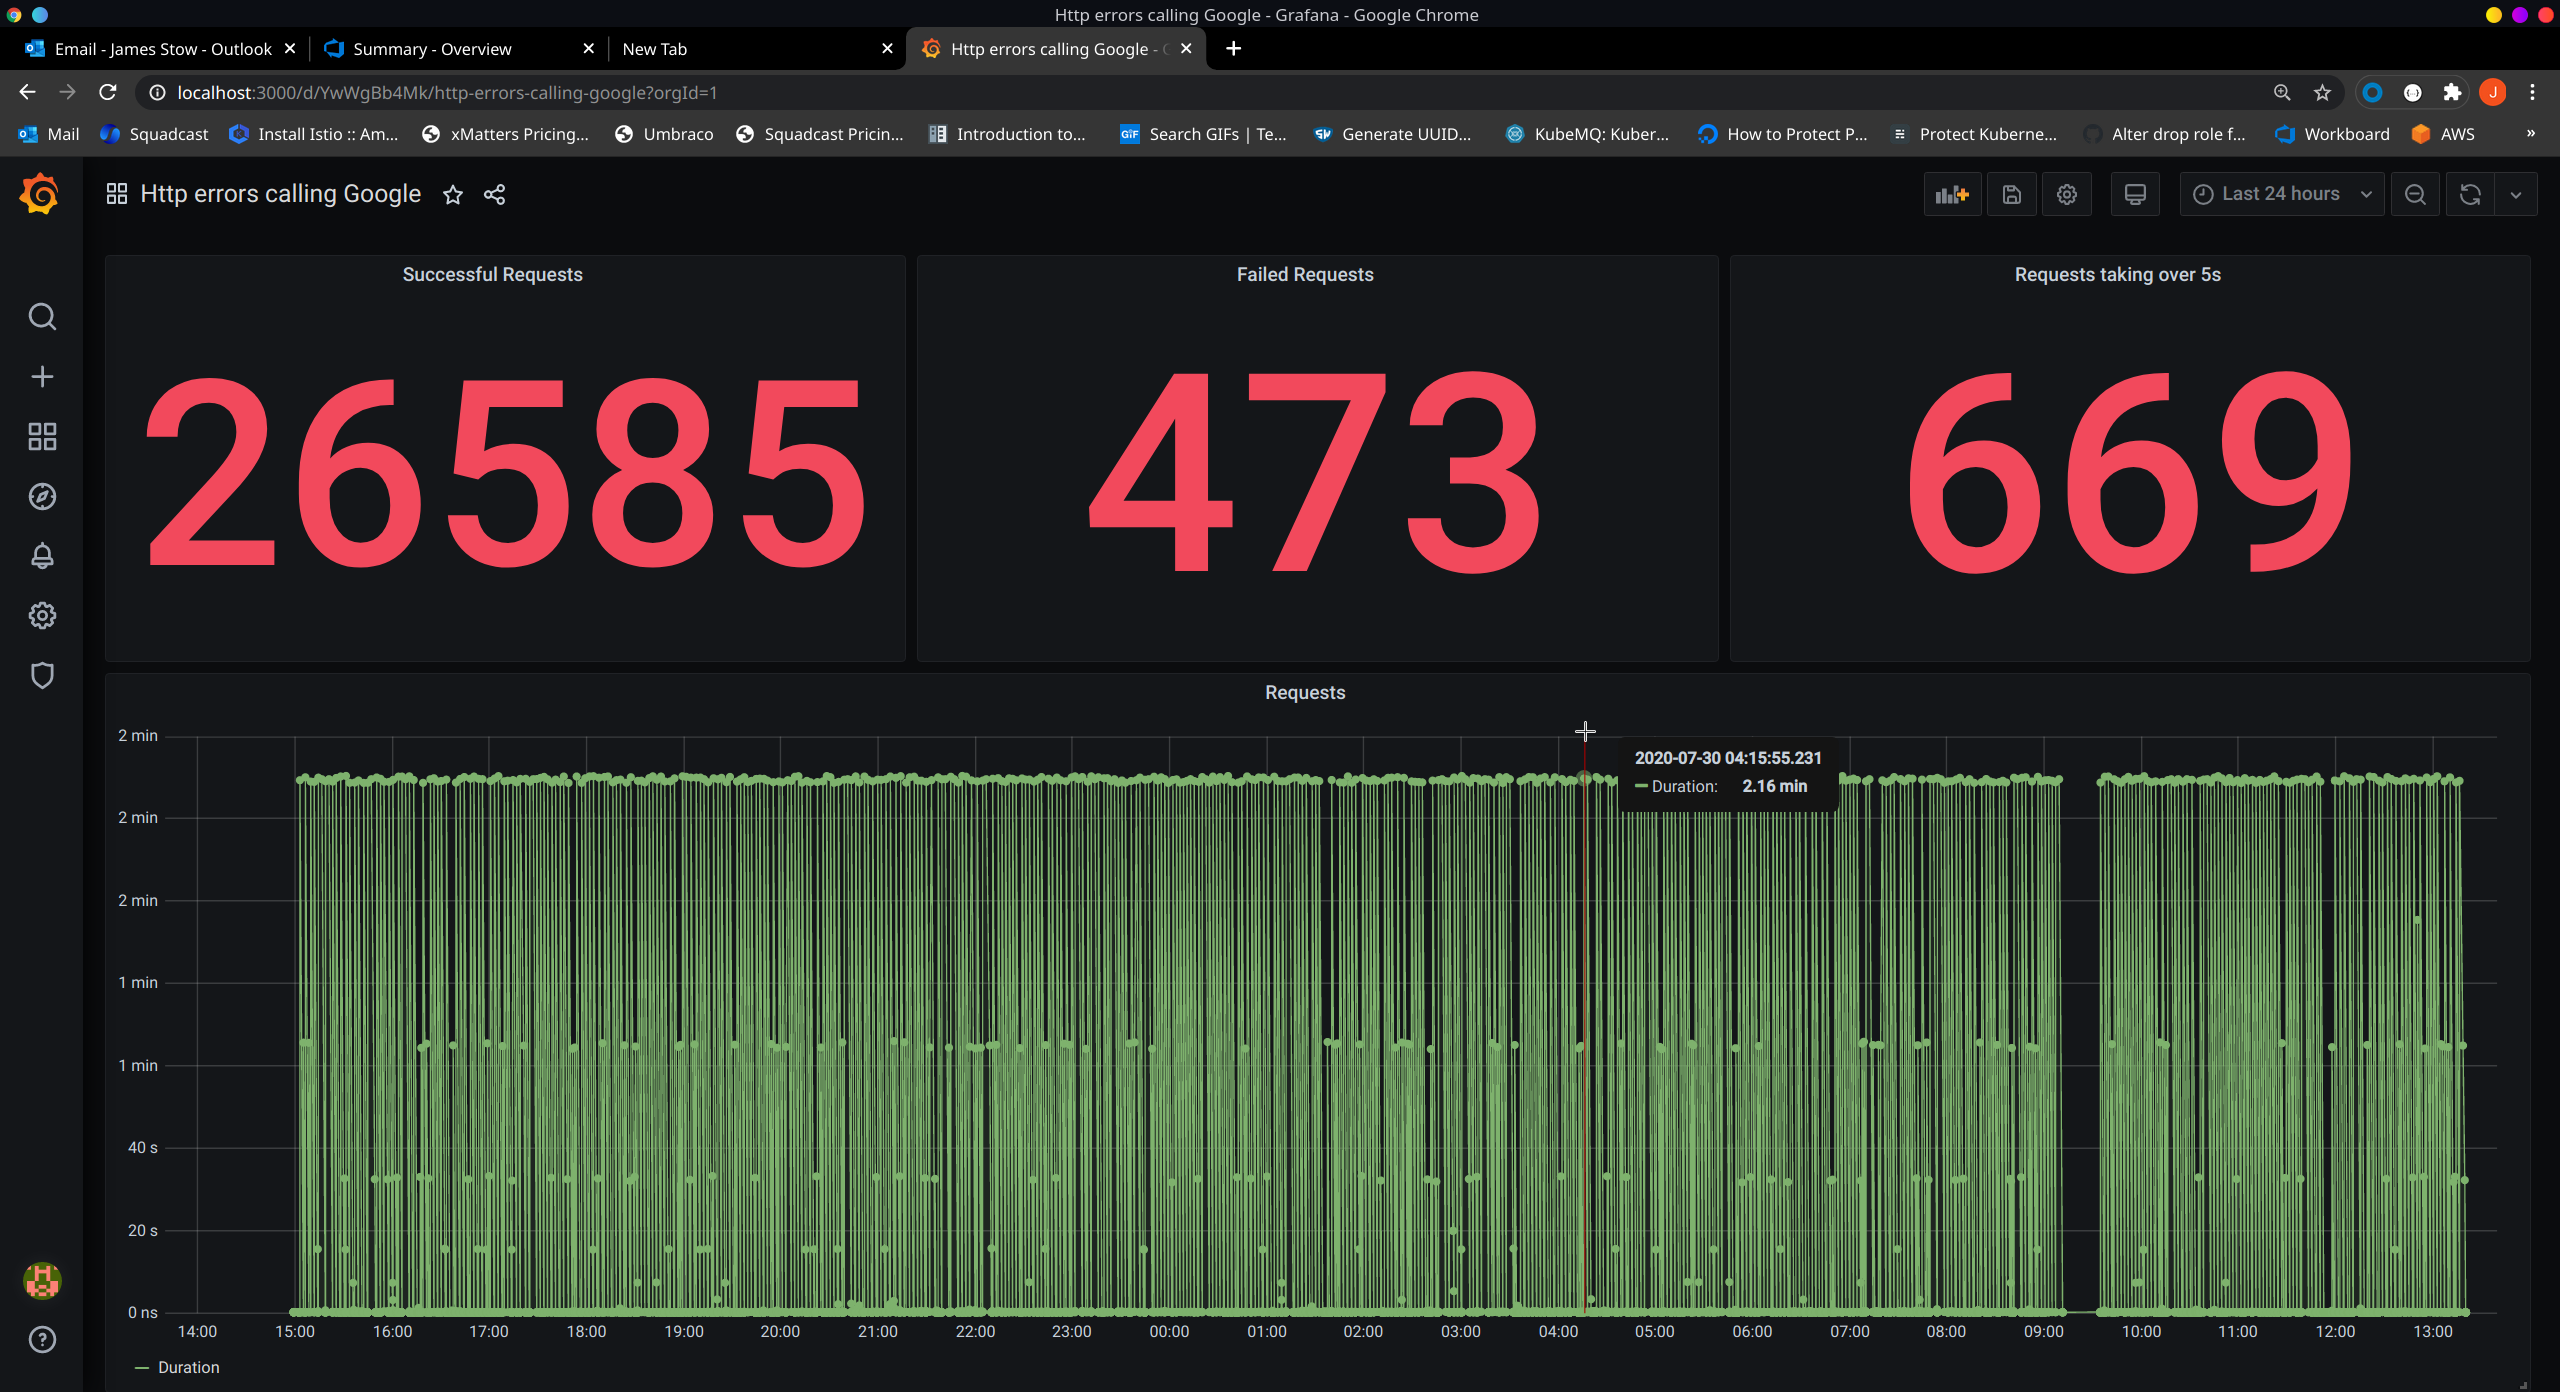 Http errors calling Google - Grafana - Google Chrome
Email - James Stow - Outlook
Summary - Overview
New Tab
Http errors calling Google -
localhost:3000/d/YwWgBb4Mk/http-errors-calling-google?orgId=1
J
Mail
Squadcast
Install Istio :: Am...
xMatters Pricing...
Umbraco
Squadcast Pricin...
Introduction to...
GIF
Search GIFs | Te...
Generate UUID...
KubeMQ: Kuber...
How to Protect P...
Protect Kuberne...
Alter drop role f...
Workboard
AWS
»
Http errors calling Google
Last 24 hours
Successful Requests
26585
Failed Requests
473
Requests taking over 5s
669
Requests
2 min
2 min
2 min
1 min
1 min
40 s
20 s
0 ns
2020-07-30 04:15:55.231
Duration: 2.16 min
14:00 15:00 16:00 17:00 18:00 19:00 20:00 21:00 22:00 23:00 00:00 01:00 02:00 03:00 04:00 05:00 06:00 07:00 08:00 09:00 10:00 11:00 12:00 13:00
Duration